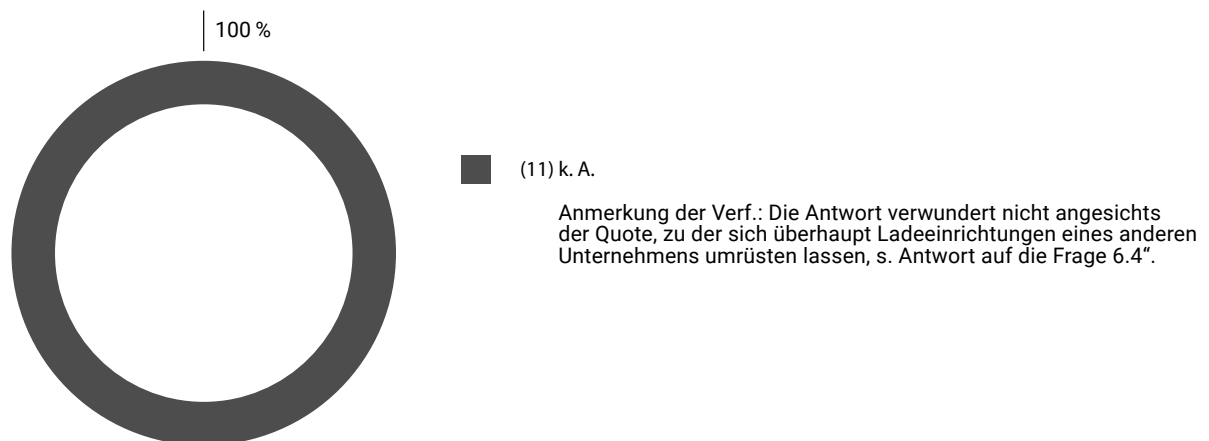 100 %
(11) k. A.
Anmerkung der Verf.: Die Antwort verwundert nicht angesichts
der Quote, zu der sich überhaupt Ladeeinrichtungen eines anderen
Unternehmens umrüsten lassen, s. Antwort auf die Frage 6.4“.